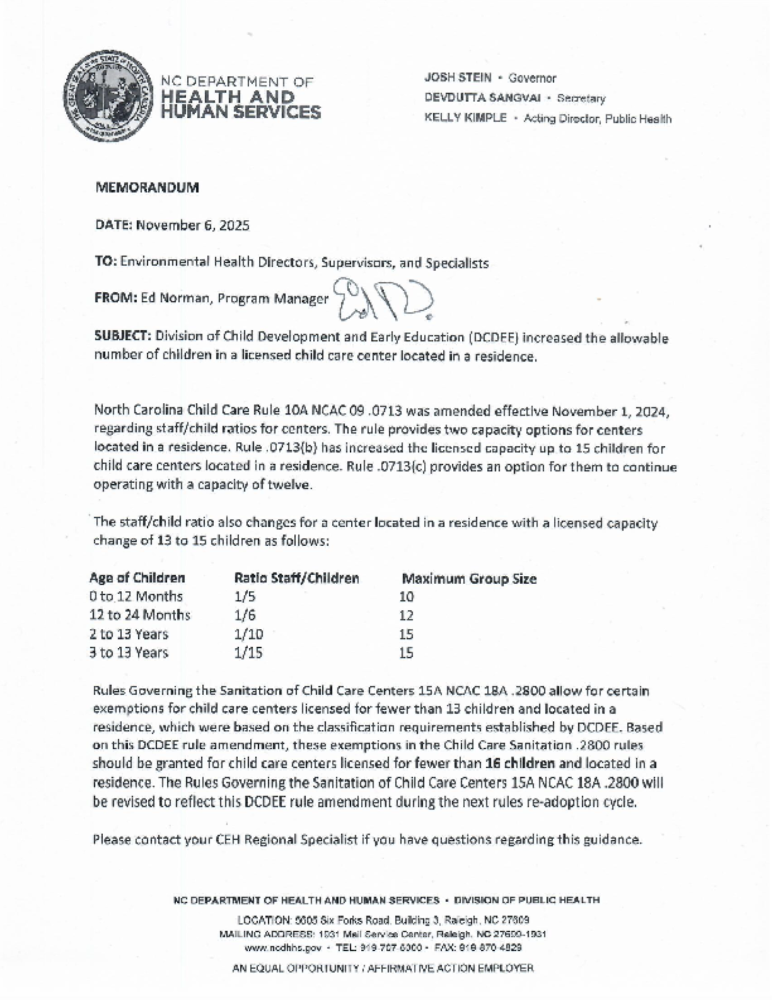 NC DEPARTMENT OF
HEALTH AND
HUMAN SERVICES
JOSH STEIN • Governor
DEVDUTTA SANGVAI • Secretary
KELLY KIMPLE • Acting Director, Public Health
MEMORANDUM
DATE: November 6, 2025
TO: Environmental Health Directors, Supervisors, and Specialists
FROM: Ed Norman, Program Manager
SUBJECT: Division of Child Development and Early Education (DCDEE) increased the allowable
number of children in a licensed child care center located in a residence.
North Carolina Child Care Rule 10A NCAC 09 .0713 was amended effective November 1, 2024,
regarding staff/child ratios for centers. The rule provides two capacity options for centers
located in a residence. Rule .0713(b) has increased the licensed capacity up to 15 children for
child care centers located in a residence. Rule .0713(c) provides an option for them to continue
operating with a capacity of twelve.
The staff/child ratio also changes for a center located in a residence with a licensed capacity
change of 13 to 15 children as follows:
Age of Children Ratio Staff/Children Maximum Group Size
0 to 12 Months 1/5 10
12 to 24 Months 1/6 12
2 to 13 Years 1/10 15
3 to 13 Years 1/15 15
Rules Governing the Sanitation of Child Care Centers 15A NCAC 18A .2800 allow for certain
exemptions for child care centers licensed for fewer than 13 children and located in a
residence, which were based on the classification requirements established by DCDEE. Based
on this DCDEE rule amendment, these exemptions in the Child Care Sanitation .2800 rules
should be granted for child care centers licensed for fewer than 16 children and located in a
residence. The Rules Governing the Sanitation of Child Care Centers 15A NCAC 18A .2800 will
be revised to reflect this DCDEE rule amendment during the next rules re-adoption cycle.
Please contact your CEH Regional Specialist if you have questions regarding this guidance.
NC DEPARTMENT OF HEALTH AND HUMAN SERVICES • DIVISION OF PUBLIC HEALTH
LOCATION: Six Forks Road, Building 3, Raleigh, NC 27609
MAILING ADDRESS: 1931 Mail Service Center, Raleigh, NC 27699-1931
www.ncdhhs.gov • TEL: • FAX:
AN EQUAL OPPORTUNITY / AFFIRMATIVE ACTION EMPLOYER